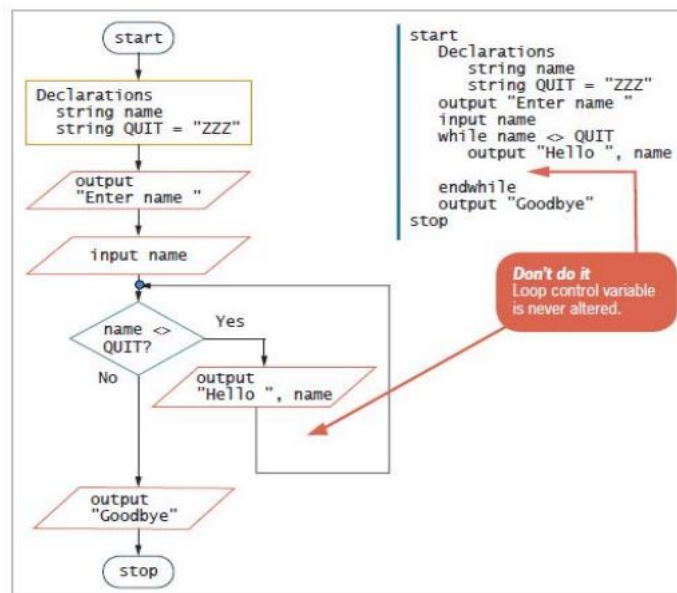 start
Declarations
string name
string QUIT = "ZZZ"
output
"Enter name "
input name
name <>
QUIT?
Yes
No
output
"Hello ", name
output
"Goodbye"
stop
start
Declarations
string name
string QUIT = "ZZZ"
output "Enter name "
input name
while name <> QUIT
output "Hello ", name
endwhile
output "Goodbye"
stop
Don't do it
Loop control variable
is never altered.